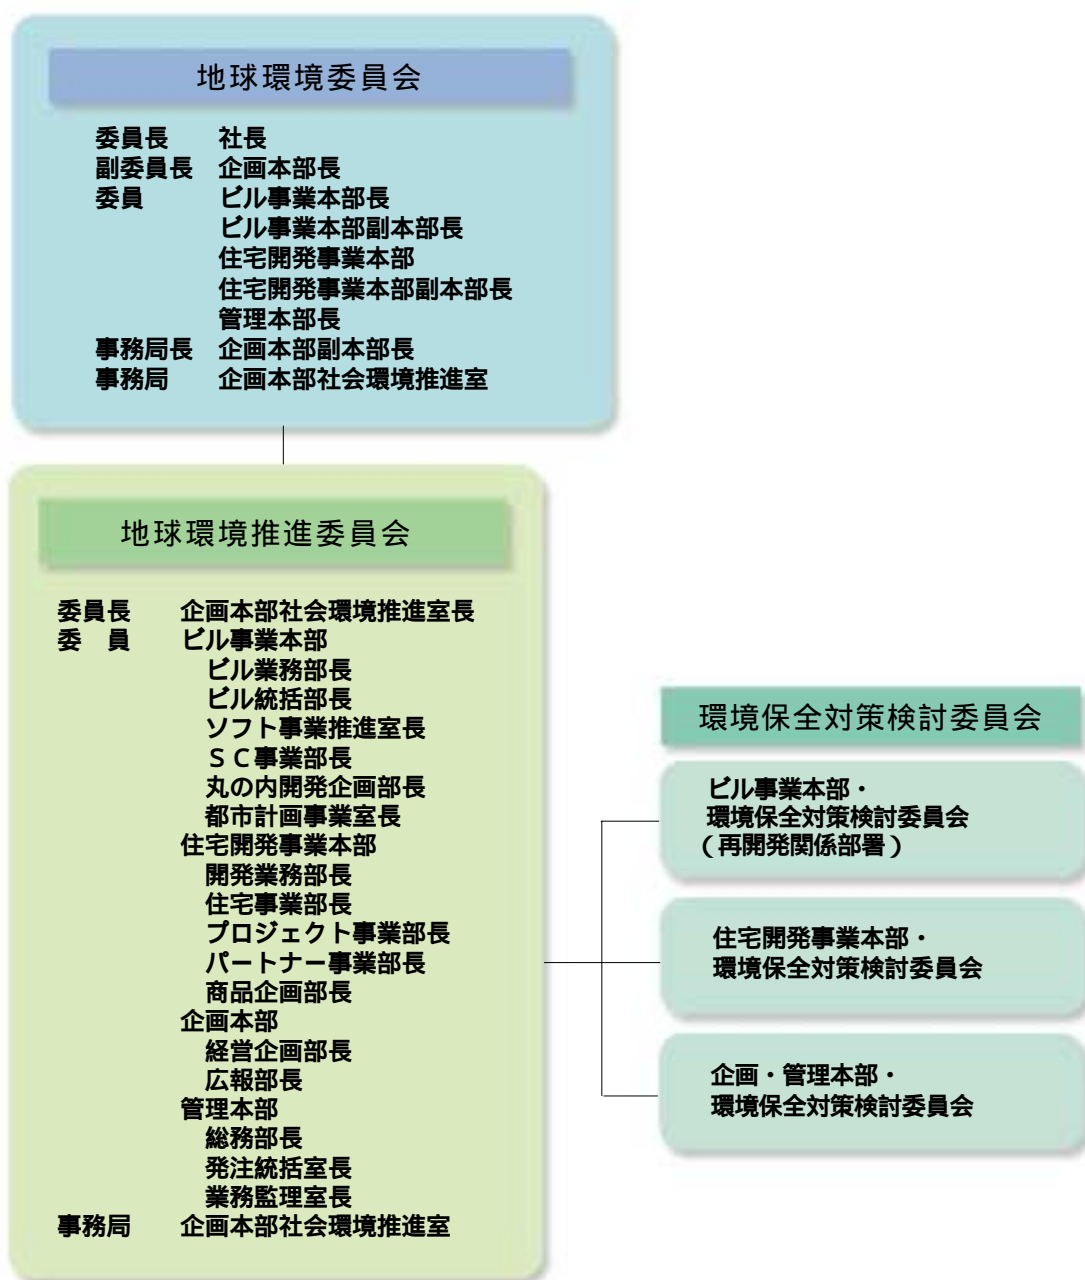 地球環境委員会
委員長 社長
副委員長 企画本部長
委員 ビル事業本部長
ビル事業本部副本部長
住宅開発事業本部
住宅開発事業本部副本部長
管理本部長
事務局長 企画本部副本部長
事務局 企画本部社会環境推進室
地球環境推進委員会
委員長 企画本部社会環境推進室長
委　員 ビル事業本部
ビル業務部長
ビル統括部長
ソフト事業推進室長
ＳＣ事業部長
丸の内開発企画部長
都市計画事業室長
住宅開発事業本部
開発業務部長
住宅事業部長
プロジェクト事業部長
パートナー事業部長
商品企画部長
企画本部
経営企画部長
広報部長
管理本部
総務部長
発注統括室長
業務監理室長
事務局 企画本部社会環境推進室
環境保全対策検討委員会
ビル事業本部・
環境保全対策検討委員会
（再開発関係部署）
住宅開発事業本部・
環境保全対策検討委員会
企画・管理本部・
環境保全対策検討委員会